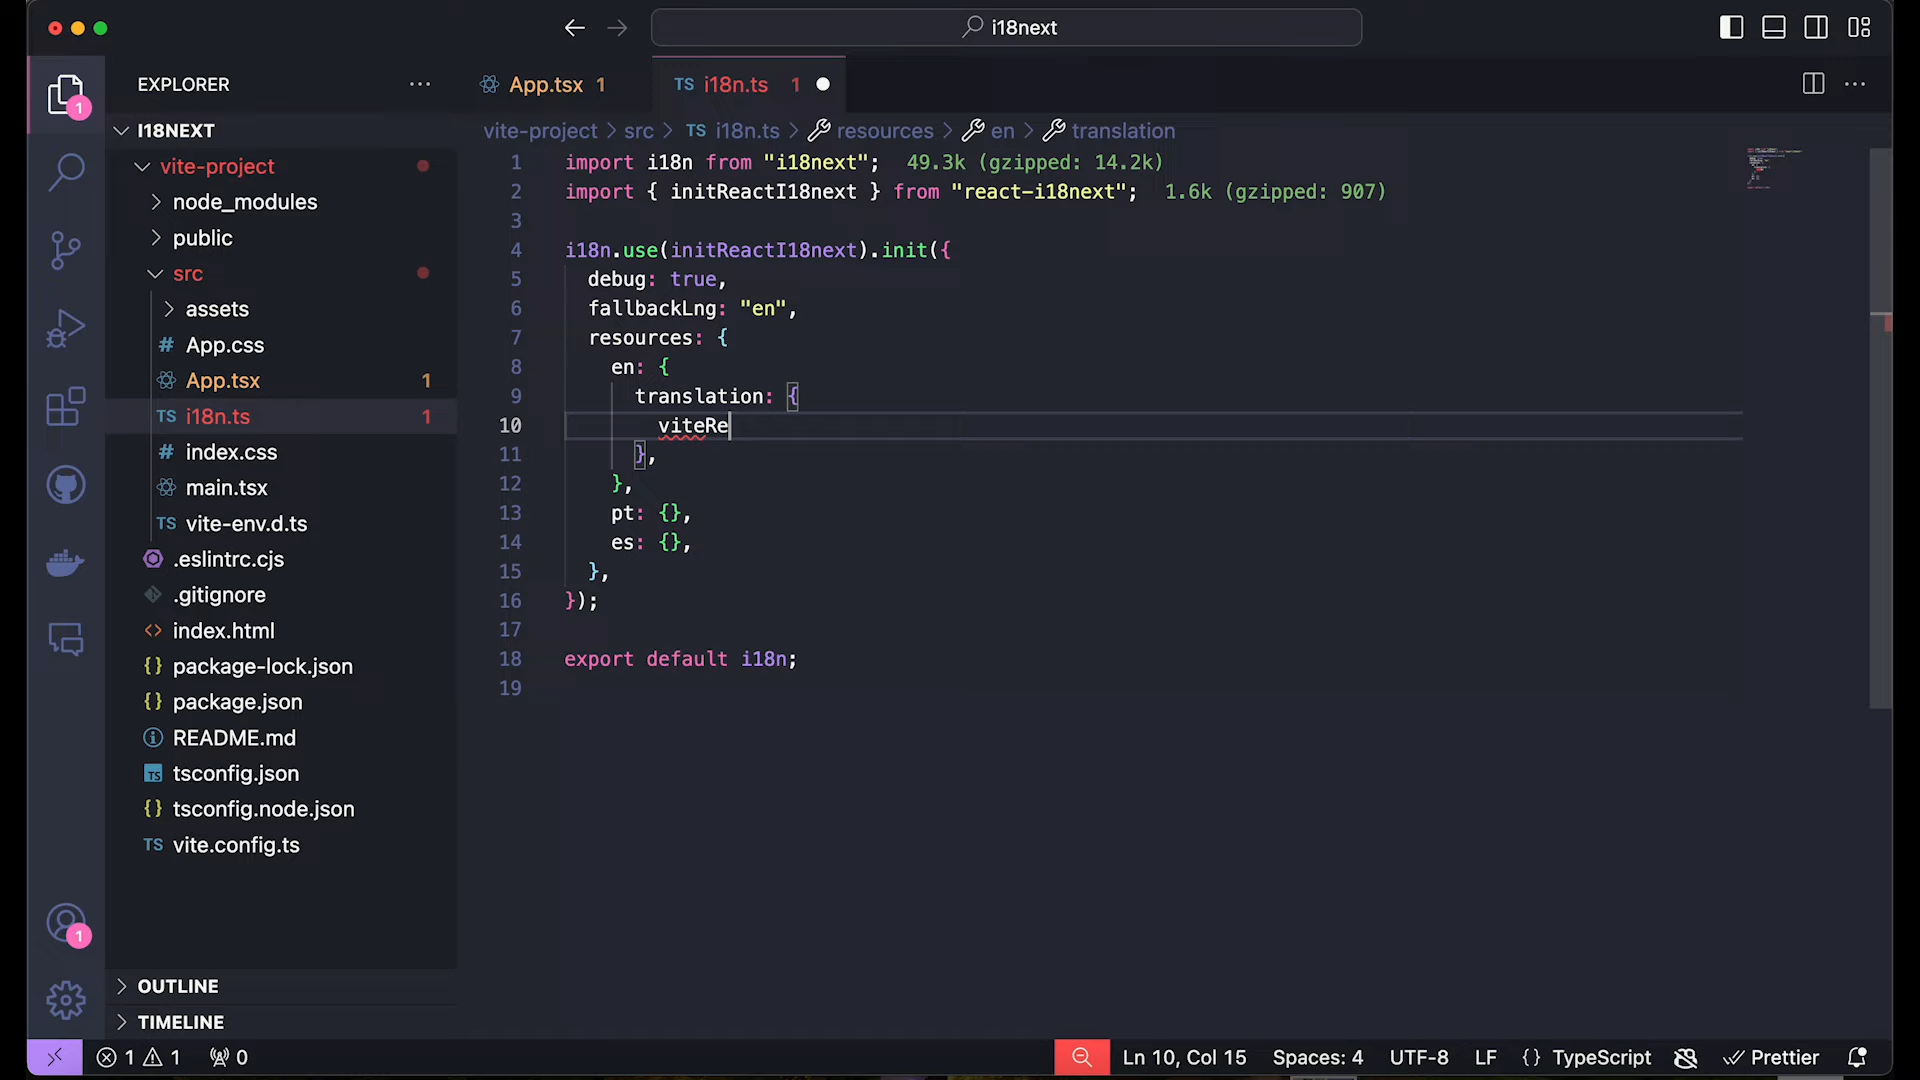 i18next
EXPLORER
App.tsx 1
TS i18n.ts 1
1
I18NEXT
vite-project > src > TS i18n.ts > resources > en > translation
vite-project
node_modules
public
src
assets
# App.css
App.tsx 1
TS i18n.ts 1
# index.css
main.tsx
TS vite-env.d.ts
.eslintrc.cjs
.gitignore
<> index.html
{} package-lock.json
{} package.json
README.md
TS tsconfig.json
{} tsconfig.node.json
TS vite.config.ts
1 import i18n from "i18next"; 49.3k (gzipped: 14.2k)
2 import { initReactI18next } from "react-i18next"; 1.6k (gzipped: 907)
3
4 i18n.use(initReactI18next).init({
5 debug: true,
6 fallbackLng: "en",
7 resources: {
8 en: {
9 translation: {
10 viteRe
11 },
12 },
13 pt: {},
14 es: {},
15 },
16 });
17
18 export default i18n;
19
1
OUTLINE
TIMELINE
1 1 0
Ln 10, Col 15 Spaces: 4 UTF-8 LF {} TypeScript Prettier